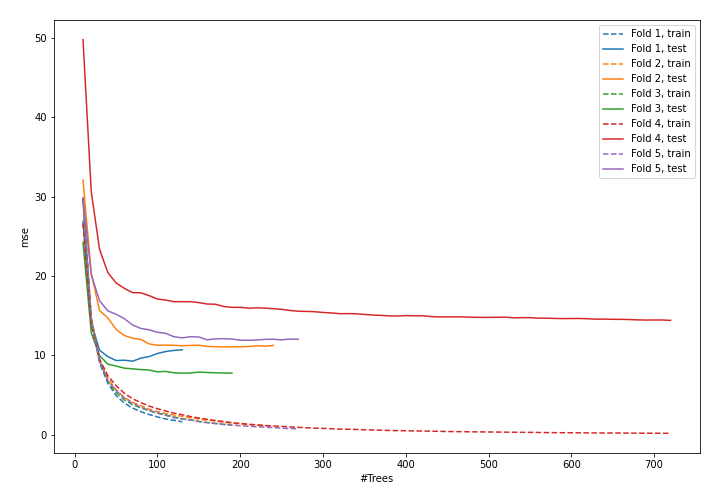 50
40
30
20
10
0
mse
0 100 200 300 400 500 600 700
#Trees
Fold 1, train
Fold 1, test
Fold 2, train
Fold 2, test
Fold 3, train
Fold 3, test
Fold 4, train
Fold 4, test
Fold 5, train
Fold 5, test